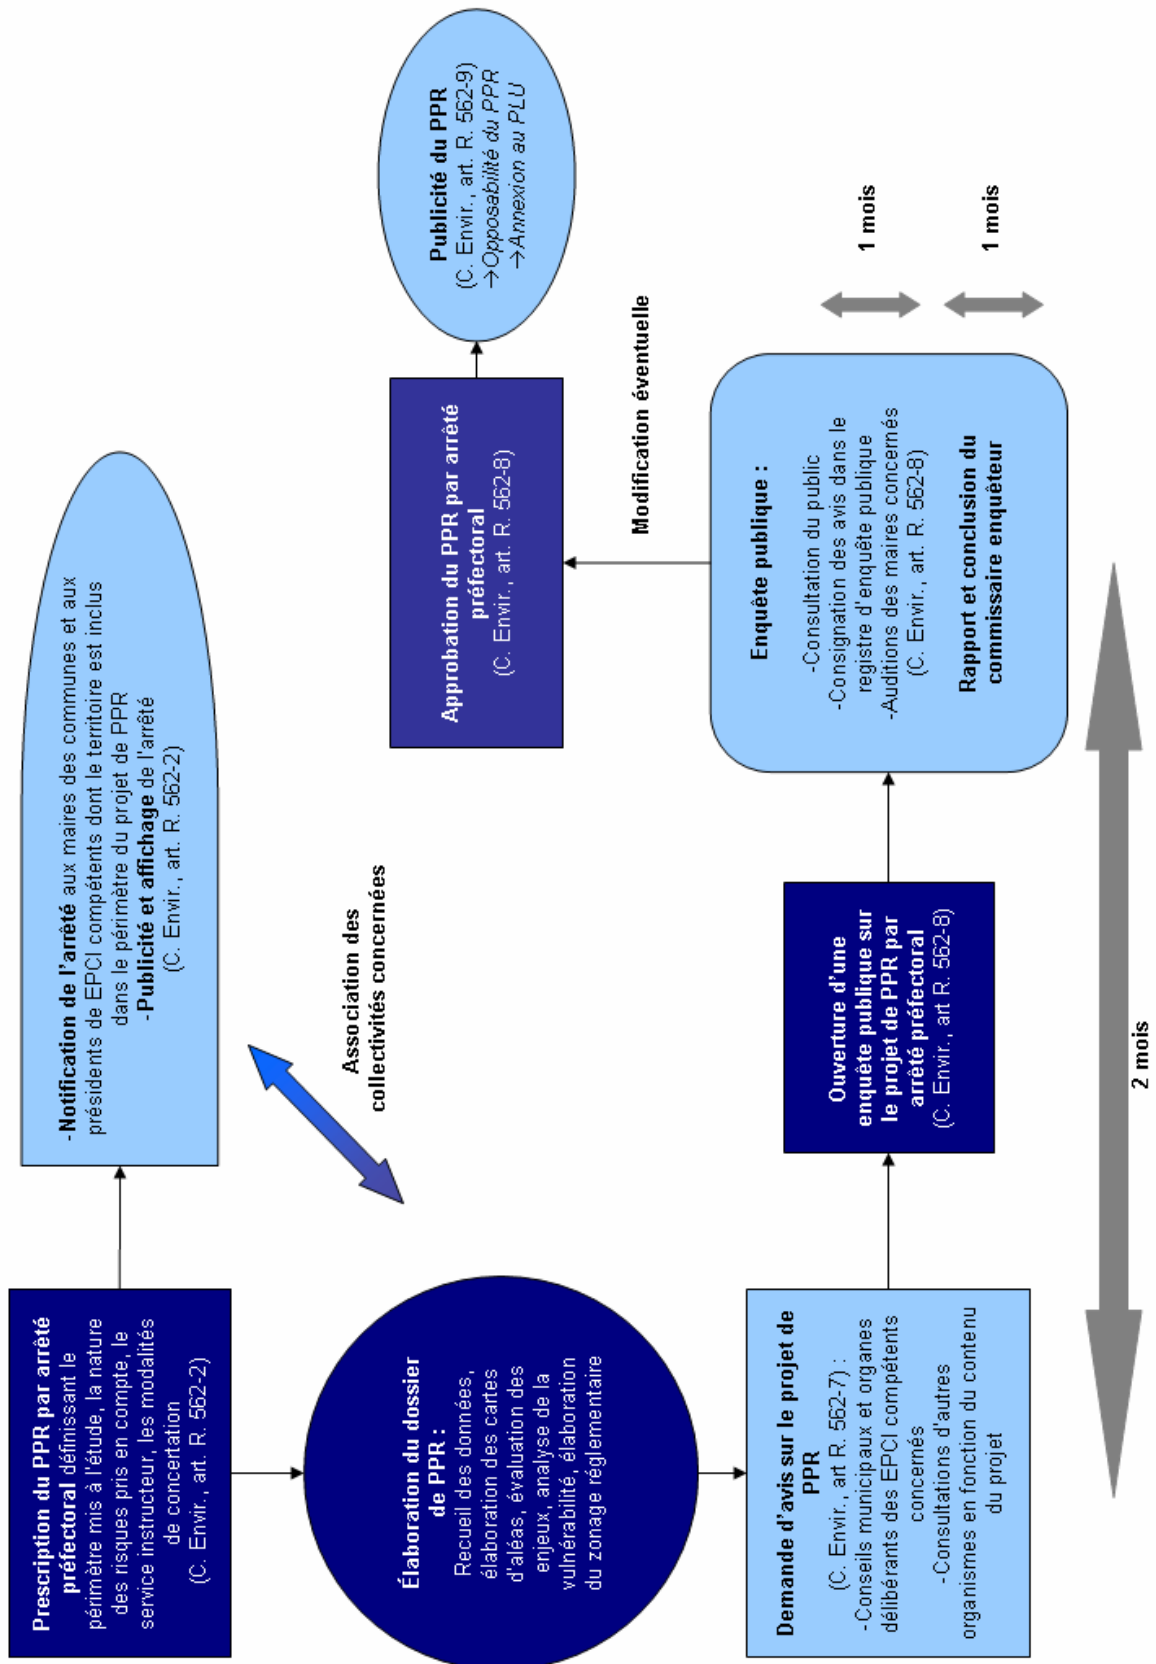 Prescription du PPR par arrêté
préfectoral définissant le
périmètre mis à l'étude, la nature
des risques pris en compte, le
service instructeur, les modalités
de concertation
(C. Envir., art. R. 562-2)
-Notification de l'arrêté aux maires des communes et aux
présidents de EPCI compétents dont le territoire est inclus
dans le périmètre du projet de PPR
-Publicité et affichage de l'arrêté
(C. Envir., art. R. 562-2)
Association des
collectivités concernées
Élaboration du dossier
de PPR :
Recueil des données,
élaboration des cartes
d'aléas, évaluation des
enjeux, analyse de la
vulnérabilité, élaboration
du zonage réglementaire
Demande d'avis sur le projet de
PPR
(C. Envir., art R. 562-7) :
-Conseils municipaux et organes
délibérants des EPCI compétents
concernés
-Consultations d'autres
organismes en fonction du contenu
du projet
Ouverture d'une
enquête publique sur
le projet de PPR par
arrêté préfectoral
(C. Envir., art R. 562-8)
Enquête publique :
-Consultation du public
-Consignation des avis dans le
registre d'enquête publique
-Auditions des maires concernés
(C. Envir., art. R. 562-8)
Rapport et conclusion du
commissaire enquêteur
1 mois
1 mois
2 mois
Modification éventuelle
Approbation du PPR par arrêté
préfectoral
(C. Envir., art. R. 562-8)
Publicité du PPR
(C. Envir., art. R. 562-9)
→Opposabilité du PPR
→Annexion au PLU